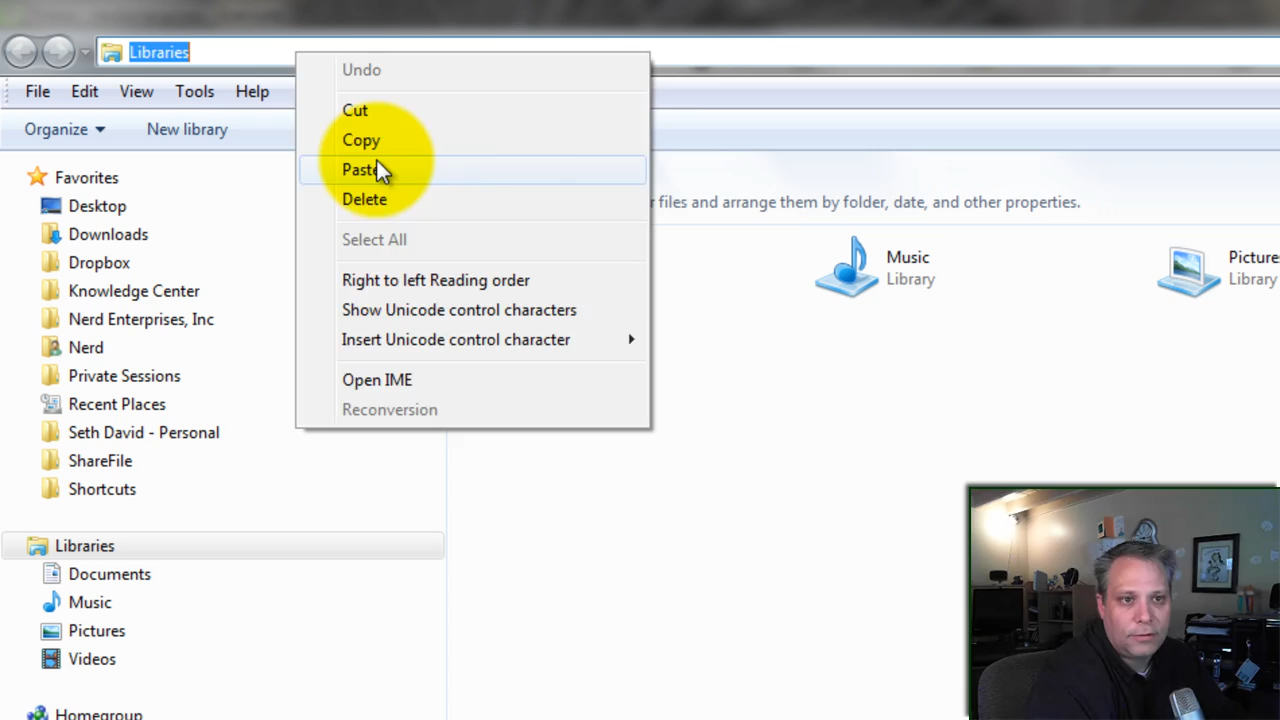 Libraries
Undo
File Edit View Tools Help
Cut
Organize New library
Copy
Paste
Delete
Select All
Right to left Reading order
Show Unicode control characters
Insert Unicode control character
Open IME
Reconversion
r files and arrange them by folder, date, and other properties.
Music
Library
Pictures
Library
Favorites
Desktop
Downloads
Dropbox
Knowledge Center
Nerd Enterprises, Inc
Nerd
Private Sessions
Recent Places
Seth David - Personal
ShareFile
Shortcuts
Libraries
Documents
Music
Pictures
Videos
Homegroup